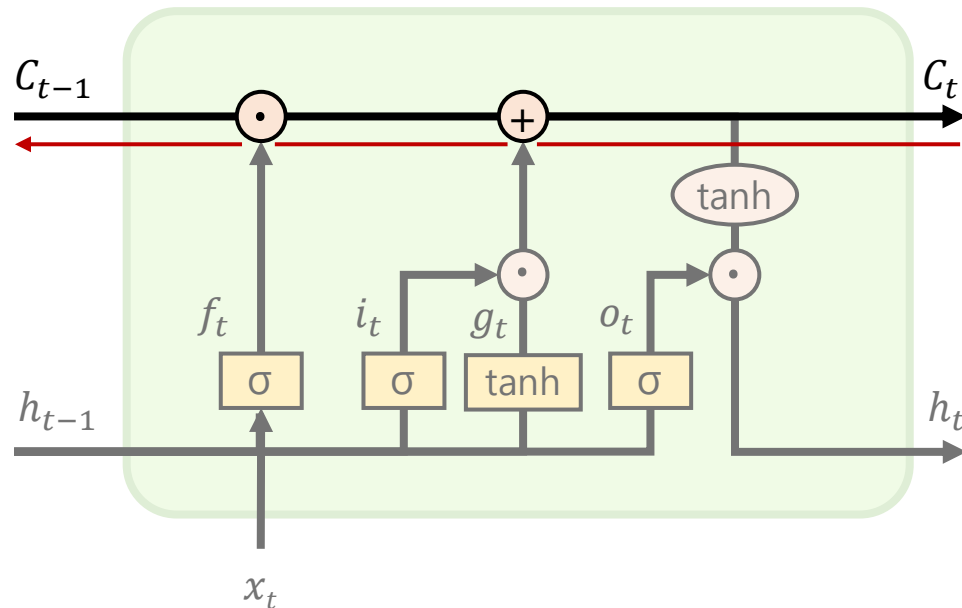 C_{t-1} C_t
⊙ +
tanh
⊙ ⊙
f_t i_t g_t o_t
σ σ tanh σ
h_{t-1} h_t
x_t